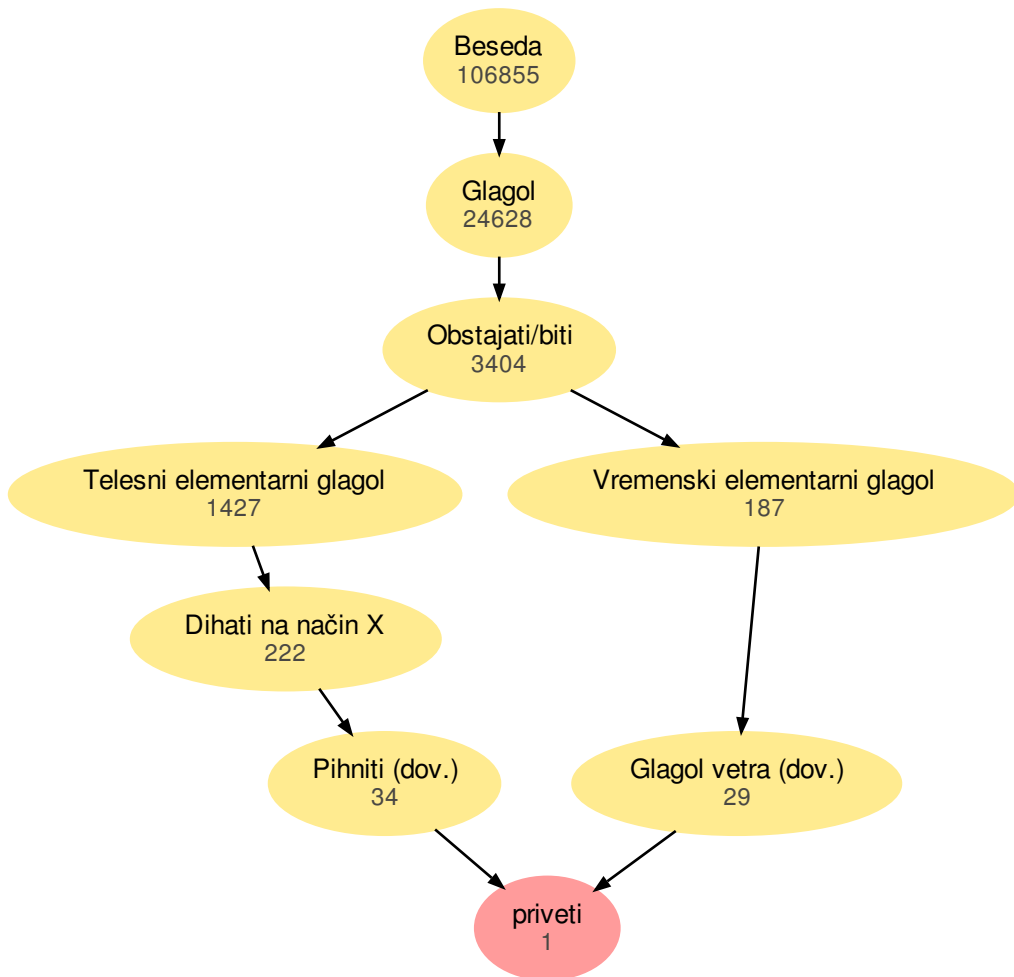 Beseda
106855
Glagol
24628
Obstajati/biti
3404
Telesni elementarni glagol
1427
Vremenski elementarni glagol
187
Dihati na način X
222
Pihniti (dov.)
34
Glagol vetra (dov.)
29
priveti
1